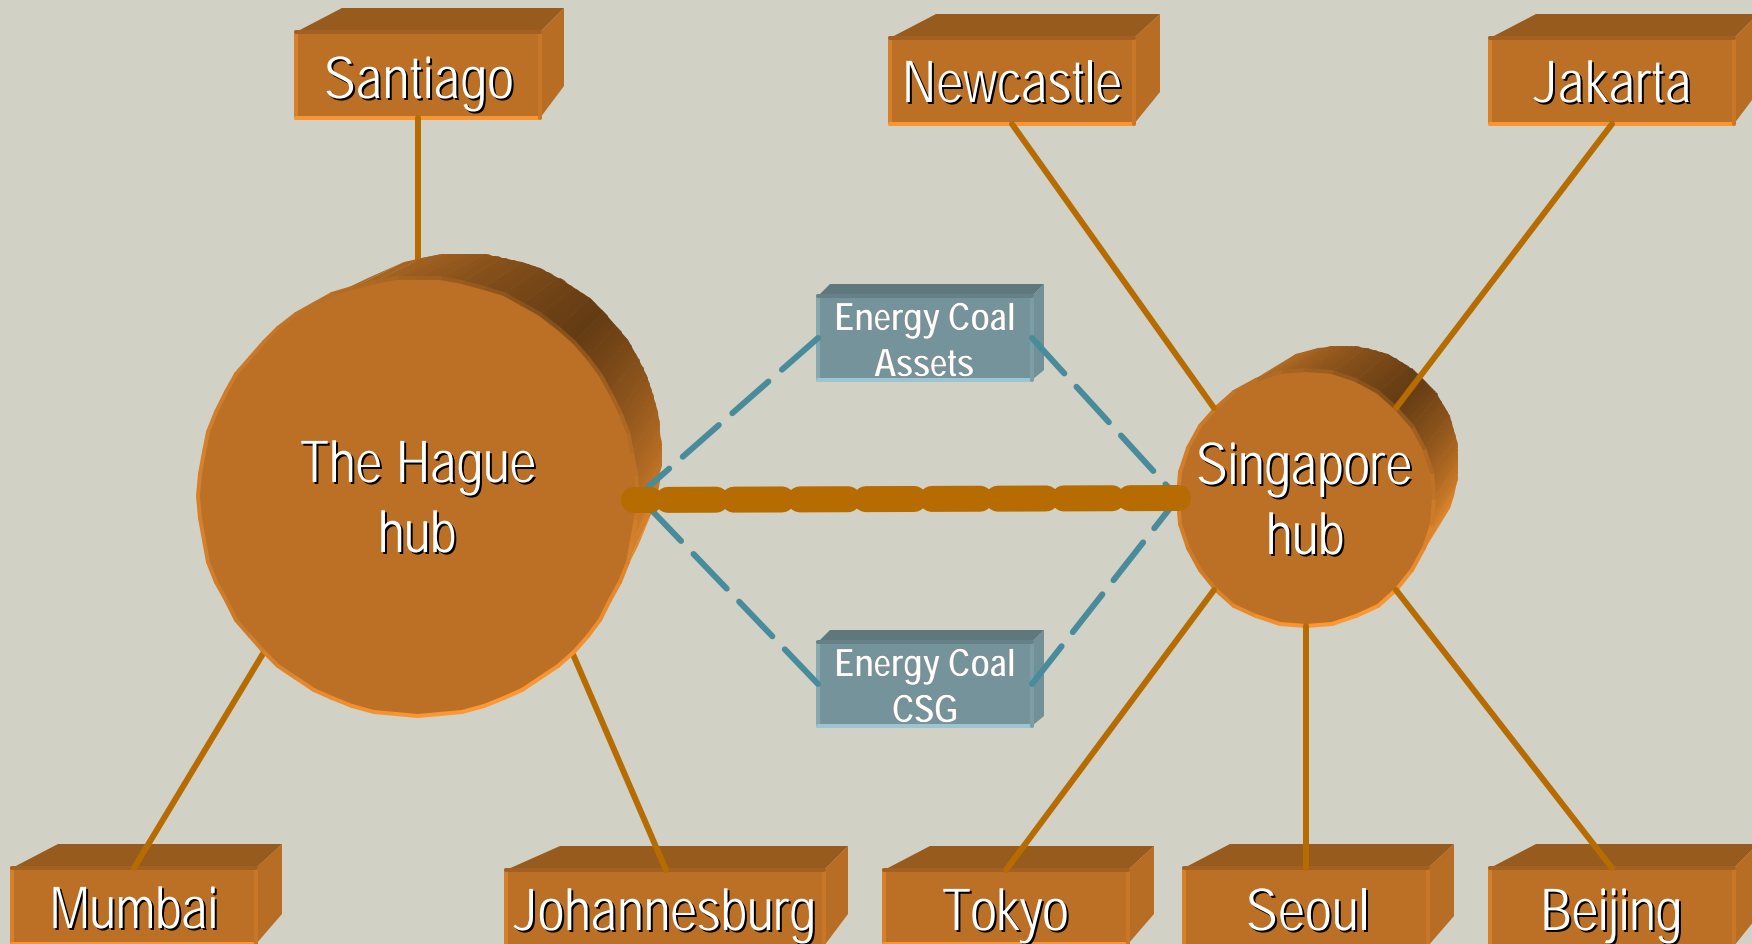 Santiago
Newcastle
Jakarta
Energy Coal
Assets
The Hague
hub
Singapore
hub
Energy Coal
CSG
Mumbai
Johannesburg
Tokyo
Seoul
Beijing